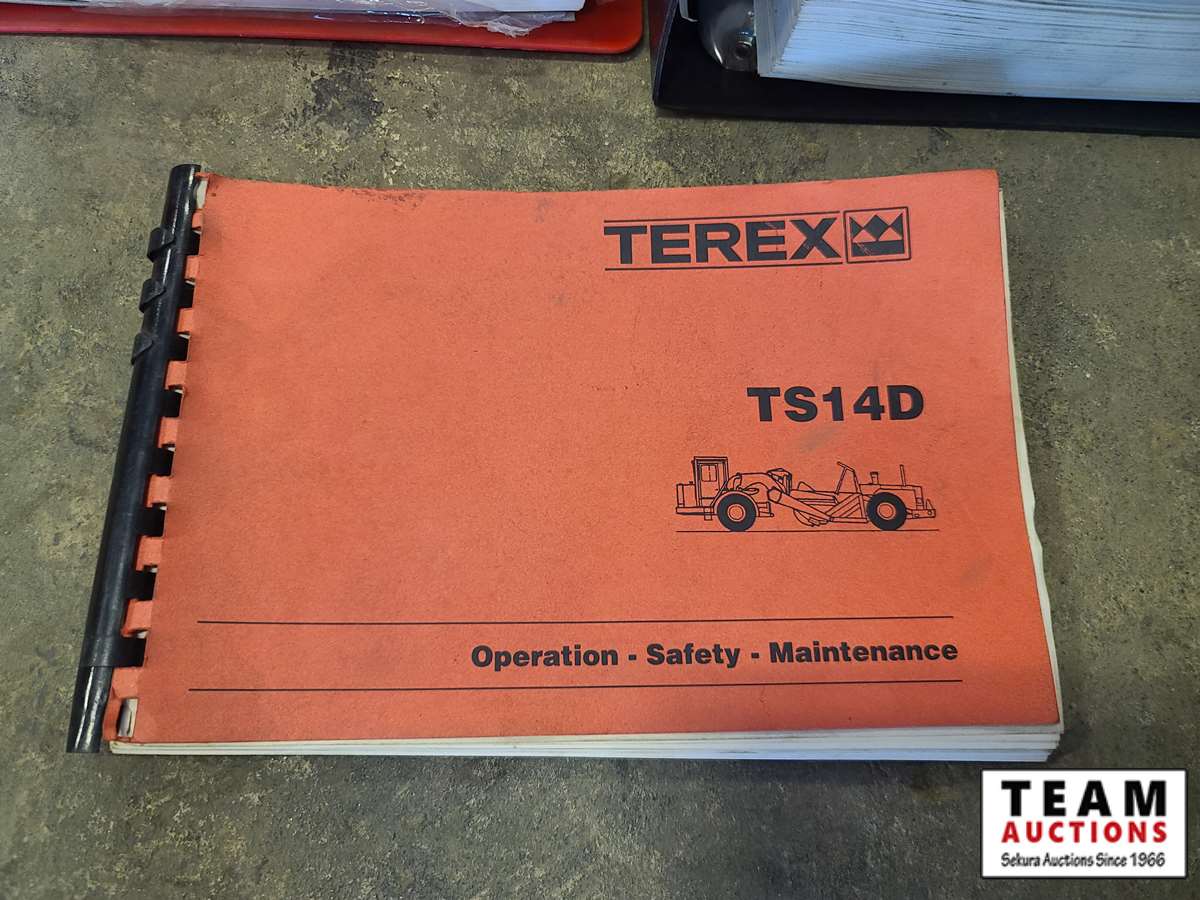 TEREX
TS14D
Operation - Safety - Maintenance
TEAM
AUCTIONS
Sekura Auctions Since 1966